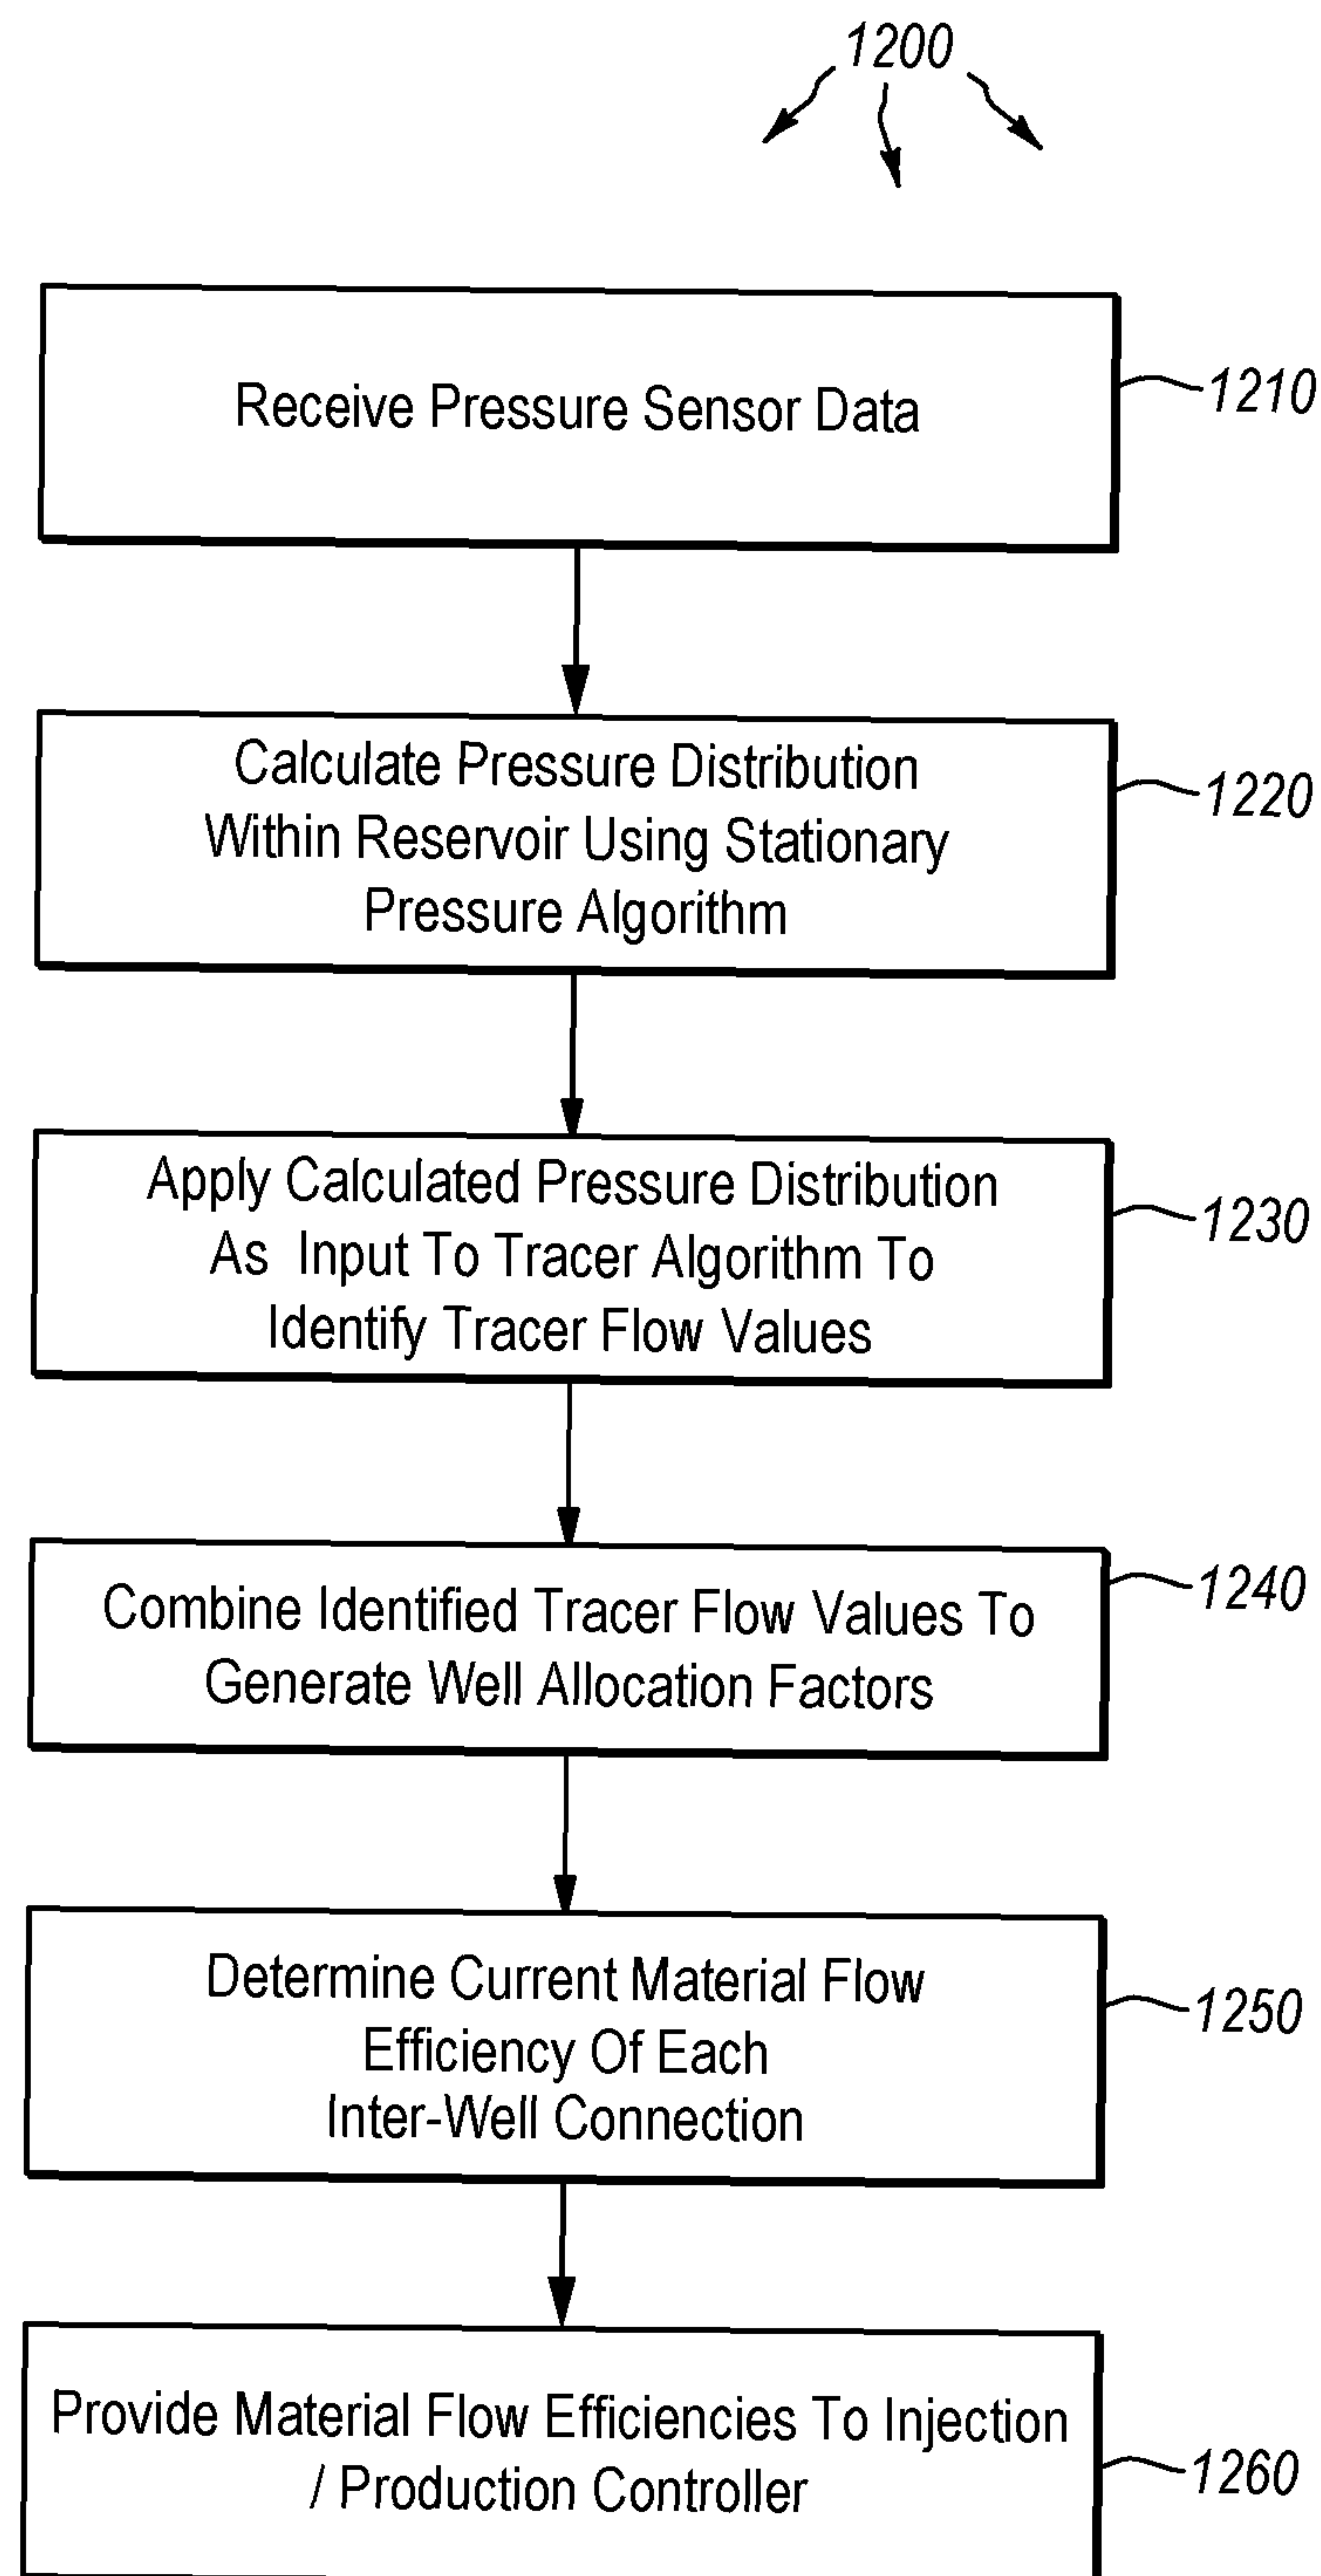 1200
Receive Pressure Sensor Data
1210
Calculate Pressure Distribution
Within Reservoir Using Stationary
Pressure Algorithm
1220
Apply Calculated Pressure Distribution
As Input To Tracer Algorithm To
Identify Tracer Flow Values
1230
Combine Identified Tracer Flow Values To
Generate Well Allocation Factors
1240
Determine Current Material Flow
Efficiency Of Each
Inter-Well Connection
1250
Provide Material Flow Efficiencies To Injection
/ Production Controller
1260